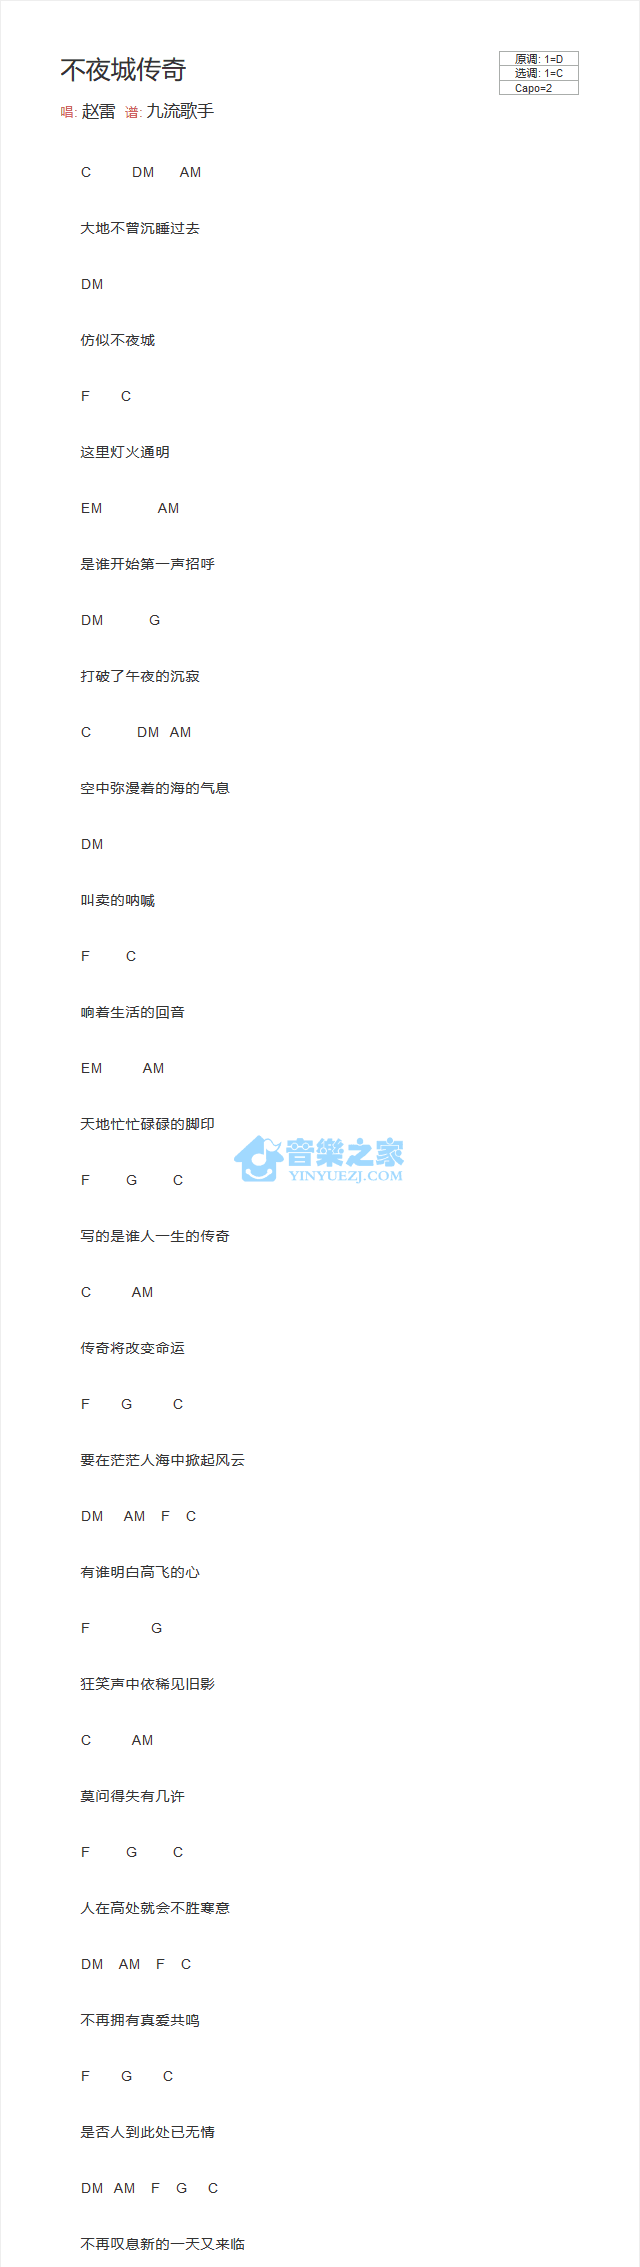 不夜城传奇
原调: 1=D
选调: 1=C
Capo=2
唱: 赵雷 谱: 九流歌手
C DM AM
大地不曾沉睡过去
DM
仿似不夜城
F C
这里灯火通明
EM AM
是谁开始第一声招呼
DM G
打破了午夜的沉寂
C DM AM
空中弥漫着的海的气息
DM
叫卖的呐喊
F C
响着生活的回音
EM AM
天地忙忙碌碌的脚印
音樂之家
YINYUEZJ.COM
F G C
写的是谁人一生的传奇
C AM
传奇将改变命运
F G C
要在茫茫人海中掀起风云
DM AM F C
有谁明白高飞的心
F G
狂笑声中依稀见旧影
C AM
莫问得失有几许
F G C
人在高处就会不胜寒意
DM AM F C
不再拥有真爱共鸣
F G C
是否人到此处已无情
DM AM F G C
不再叹息新的一天又来临